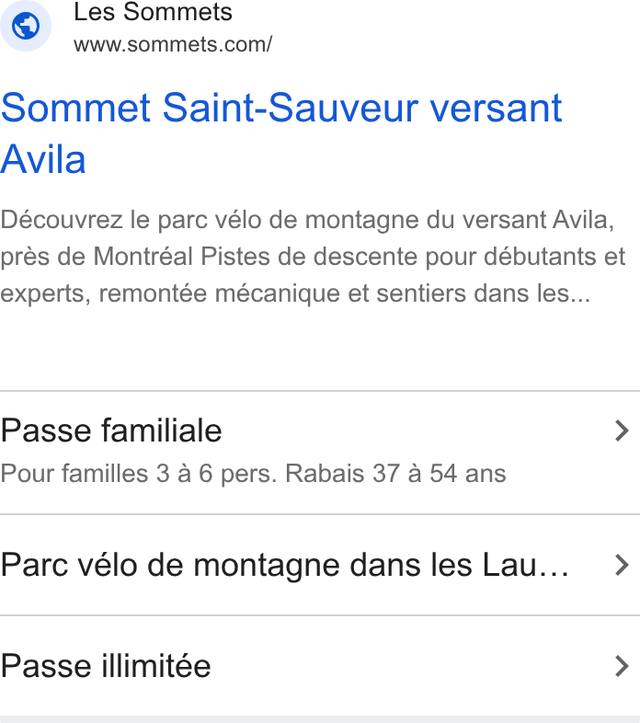 Les Sommets
www.sommets.com/
Sommet Saint-Sauveur versant
Avila
Découvrez le parc vélo de montagne du versant Avila,
près de Montréal Pistes de descente pour débutants et
experts, remontée mécanique et sentiers dans les...
Passe familiale
Pour familles 3 à 6 pers. Rabais 37 à 54 ans
Parc vélo de montagne dans les Lau...
Passe illimitée